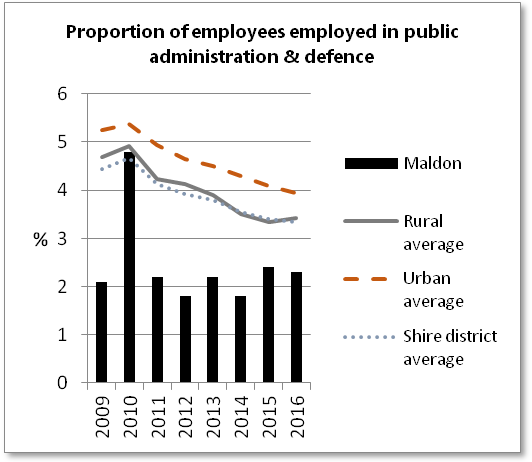 Proportion of employees employed in public
administration & defence
6
5
4
3
2
1
0
%
2009
2010
2011
2012
2013
2014
2015
2016
Maldon
Rural
average
Urban
average
Shire district
average